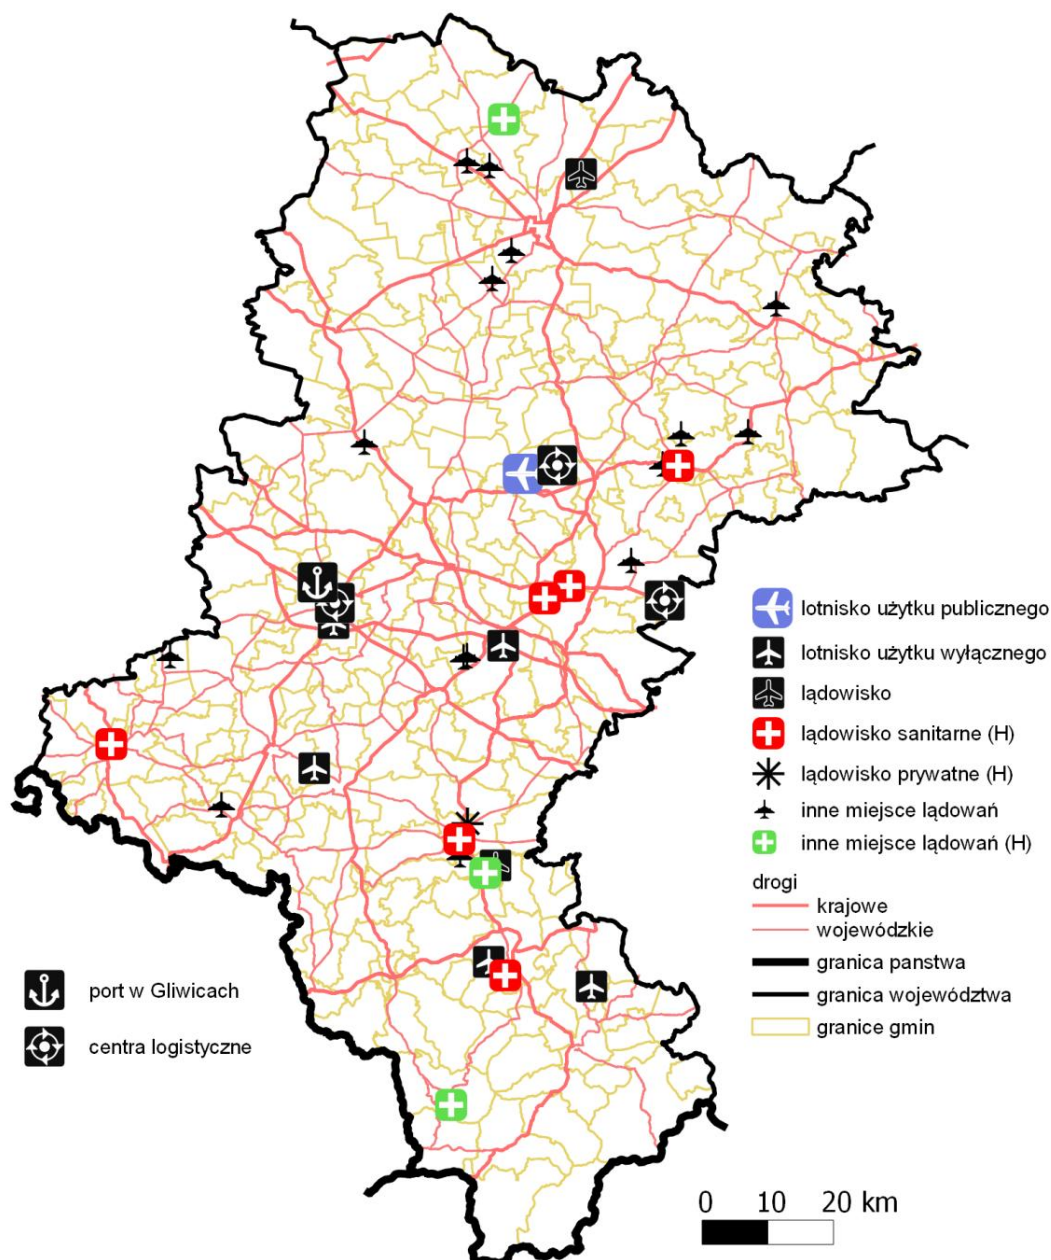 lotnisko użytku publicznego
lotnisko użytku wyłącznego
lądowisko
lądowisko sanitarne (H)
lądowisko prywatne (H)
inne miejsce lądowań
inne miejsce lądowań (H)
drogi
krajowe
wojewódzkie
granica panstwa
granica województwa
granice gmin
port w Gliwicach
centra logistyczne
0 10 20 km